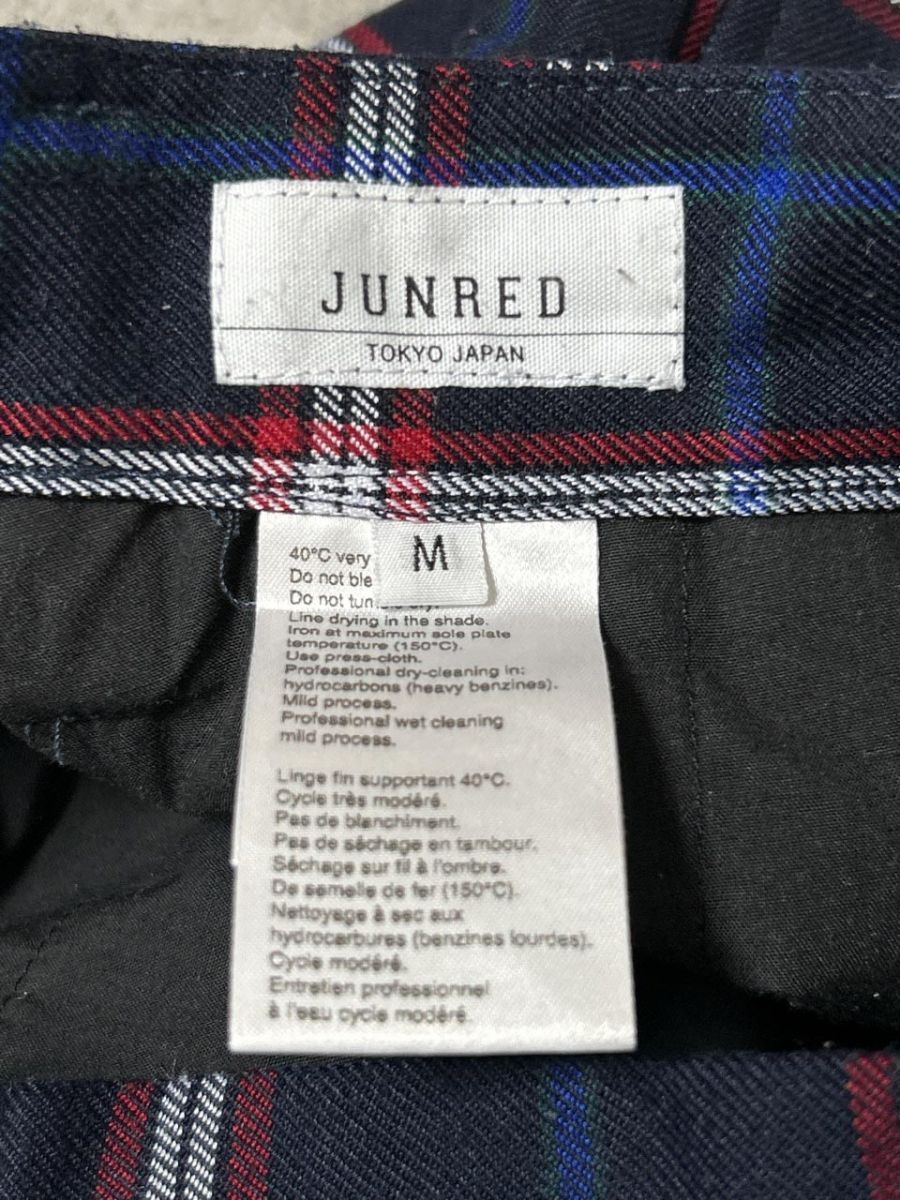 JUNRED
TOKYO JAPAN
M
40°C very
Do not ble
Do not tum
Line drying in the shade.
Iron at maximum sole plate
temperature (150°C).
Use press-cloth.
Professional dry-cleaning in:
hydrocarbons (heavy benzines).
Mild process.
Professional wet cleaning
mild process.
Linge fin supportant 40°C.
Cycle très modéré.
Pas de blanchiment.
Pas de séchage en tambour.
Séchage sur fil à l'ombre.
De semelle de fer (150°C).
Nettoyage à sec aux
hydrocarbures (benzines lourdes).
Cycle modéré.
Entretien professionnel
à l'eau cycle modéré.